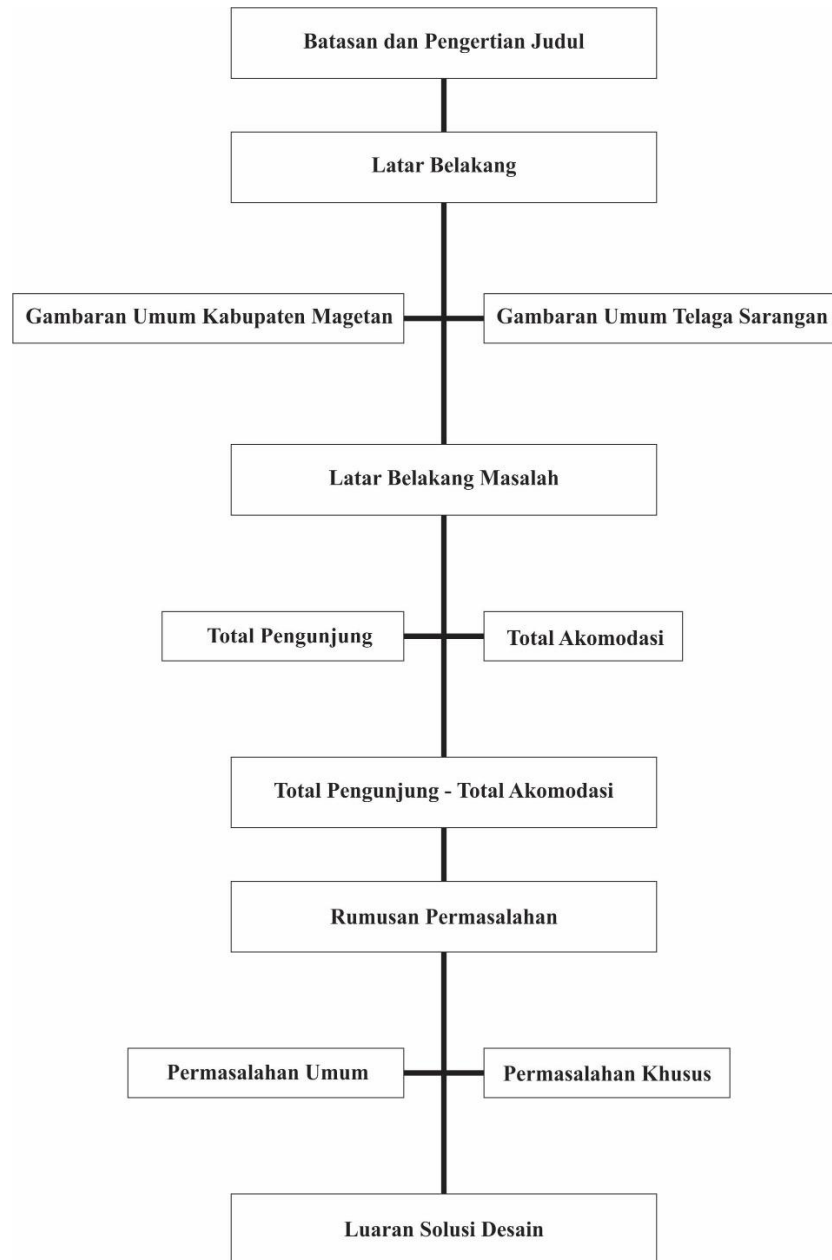 Batasan dan Pengertian Judul
Latar Belakang
Gambaran Umum Kabupaten Magetan
Gambaran Umum Telaga Sarangan
Latar Belakang Masalah
Total Pengunjung
Total Akomodasi
Total Pengunjung - Total Akomodasi
Rumusan Permasalahan
Permasalahan Umum
Permasalahan Khusus
Luaran Solusi Desain